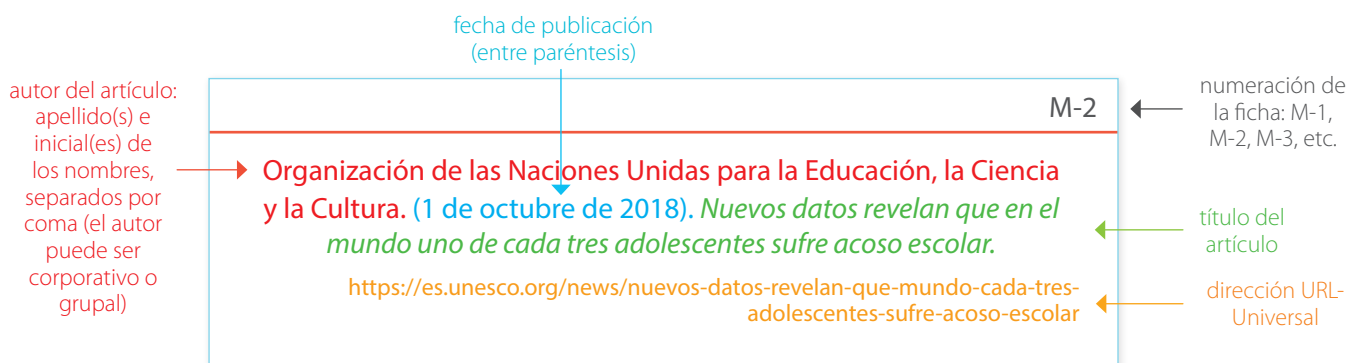 fecha de publicación
(entre paréntesis)
autor del artículo:
apellido(s) e
inicial(es) de
los nombres,
separados por
coma (el autor
puede ser
corporativo o
grupal)
M-2
numeración de
la ficha: M-1,
M-2, M-3, etc.
Organización de las Naciones Unidas para la Educación, la Ciencia
y la Cultura. (1 de octubre de 2018). Nuevos datos revelan que en el
mundo uno de cada tres adolescentes sufre acoso escolar.
título del
artículo
https://es.unesco.org/news/nuevos-datos-revelan-que-mundo-cada-tres-
adolescentes-sufre-acoso-escolar
dirección URL-
Universal